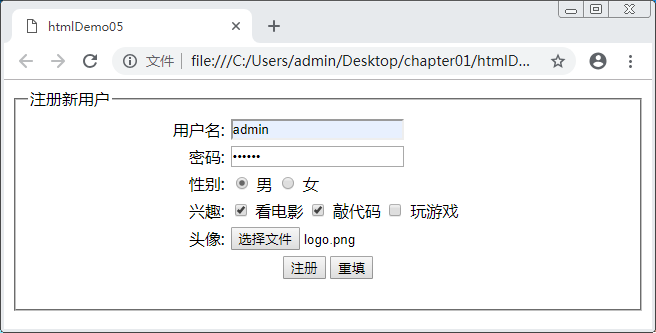 htmlDemo05
文件 file:///C:/Users/admin/Desktop/chapter01/htmlD...
注册新用户
用户名: admin
密码: ••••••
性别: 男 女
兴趣: 看电影 敲代码 玩游戏
头像: 选择文件 logo.png
注册 重填